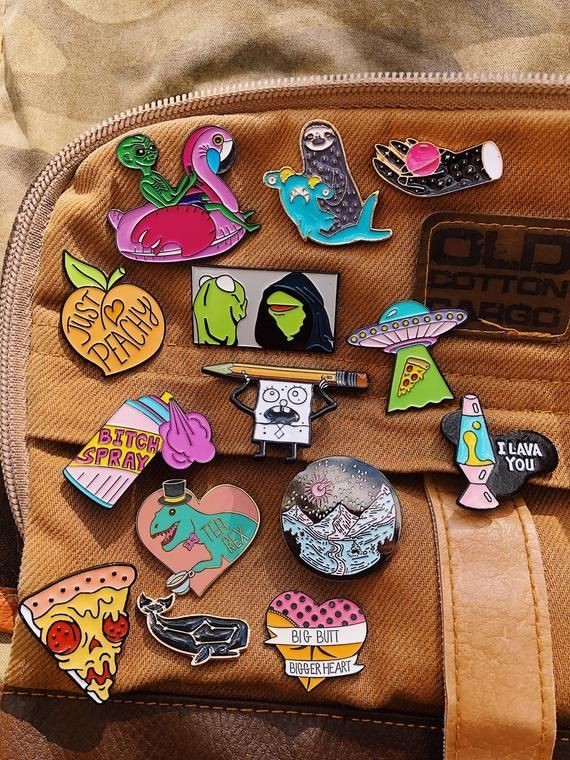 OLD
COTTON
CARGO
JUST
PEACHY
BITCH
SPRAY
I LAVA
YOU
TEA
REX
BIG BUTT
BIGGER HEART